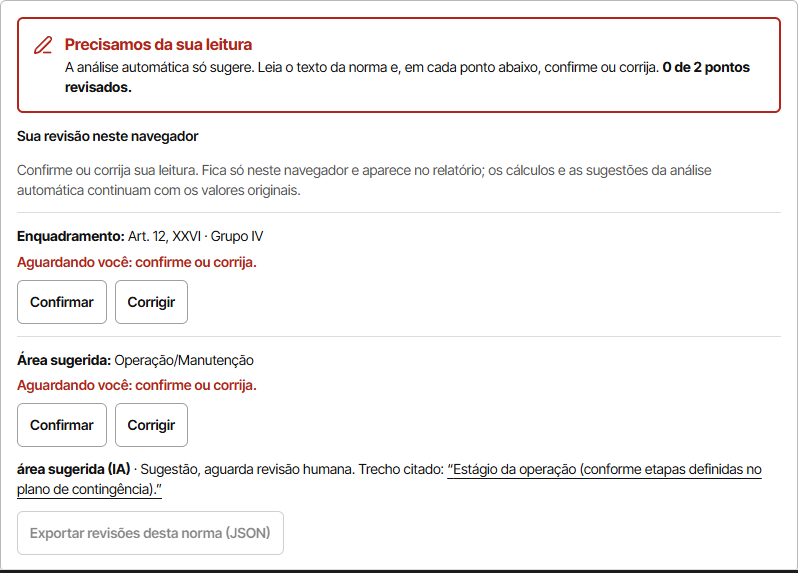 Precisamos da sua leitura
A análise automática só sugere. Leia o texto da norma e, em cada ponto abaixo, confirme ou corrija. 0 de 2 pontos
revisados.
Sua revisão neste navegador
Confirme ou corrija sua leitura. Fica só neste navegador e aparece no relatório; os cálculos e as sugestões da análise
automática continuam com os valores originais.
Enquadramento: Art. 12, XXVI · Grupo IV
Aguardando você: confirme ou corrija.
Confirmar Corrigir
Área sugerida: Operação/Manutenção
Aguardando você: confirme ou corrija.
Confirmar Corrigir
área sugerida (IA) · Sugestão, aguarda revisão humana. Trecho citado: “Estágio da operação (conforme etapas definidas no
plano de contingência).”
Exportar revisões desta norma (JSON)